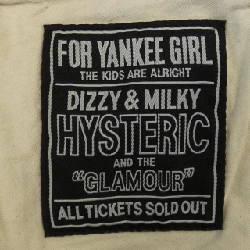 FOR YANKEE GIRL
THE KIDS ARE ALRIGHT
DIZZY & MILKY
HYSTERIC
AND THE
"GLAMOUR"
ALL TICKETS SOLD OUT